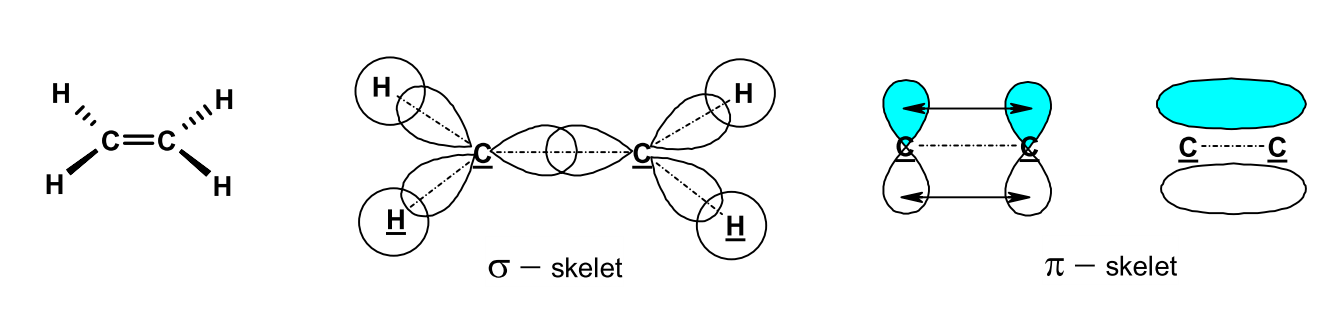 H H H H
C=C C C C C C C
H H H H
σ – skelet π – skelet